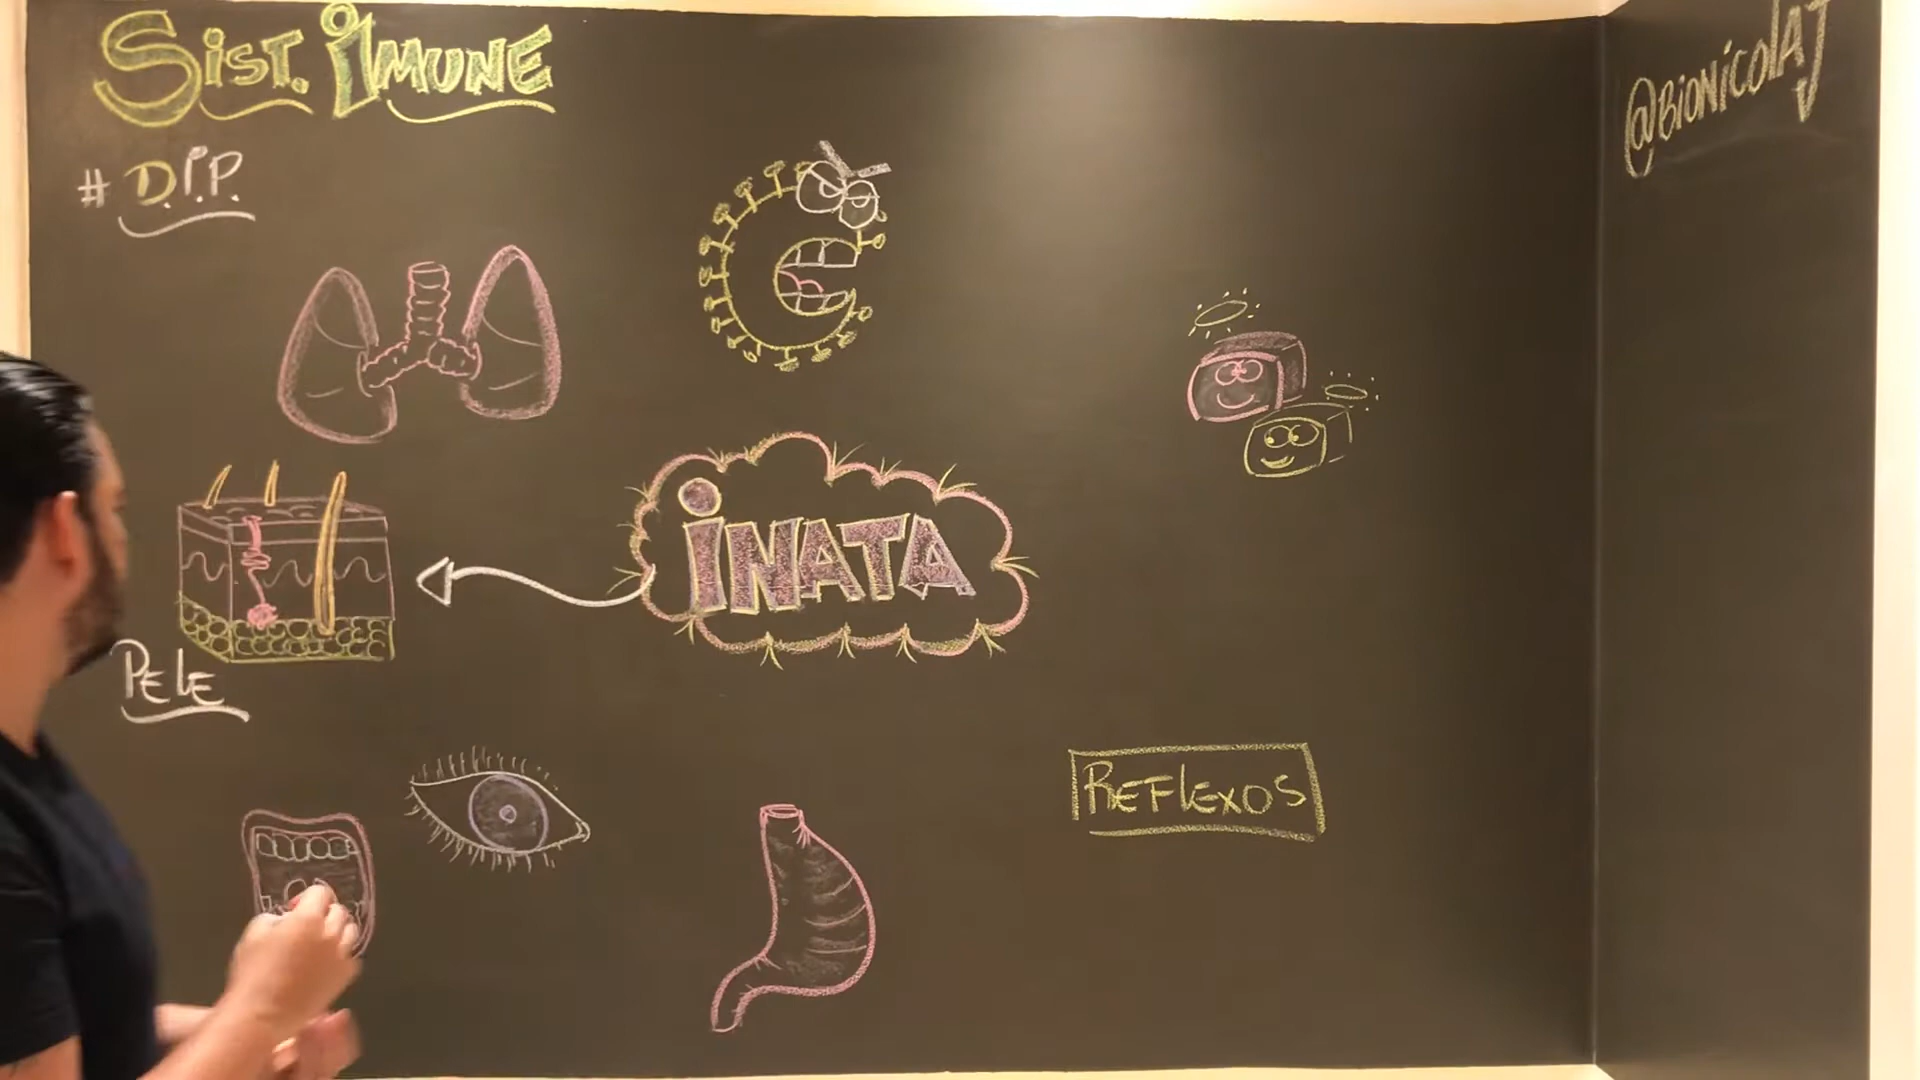 Sist. Imune
# D.I.P.
@BIONICOLAJ
INATA
PELE
REFLEXOS